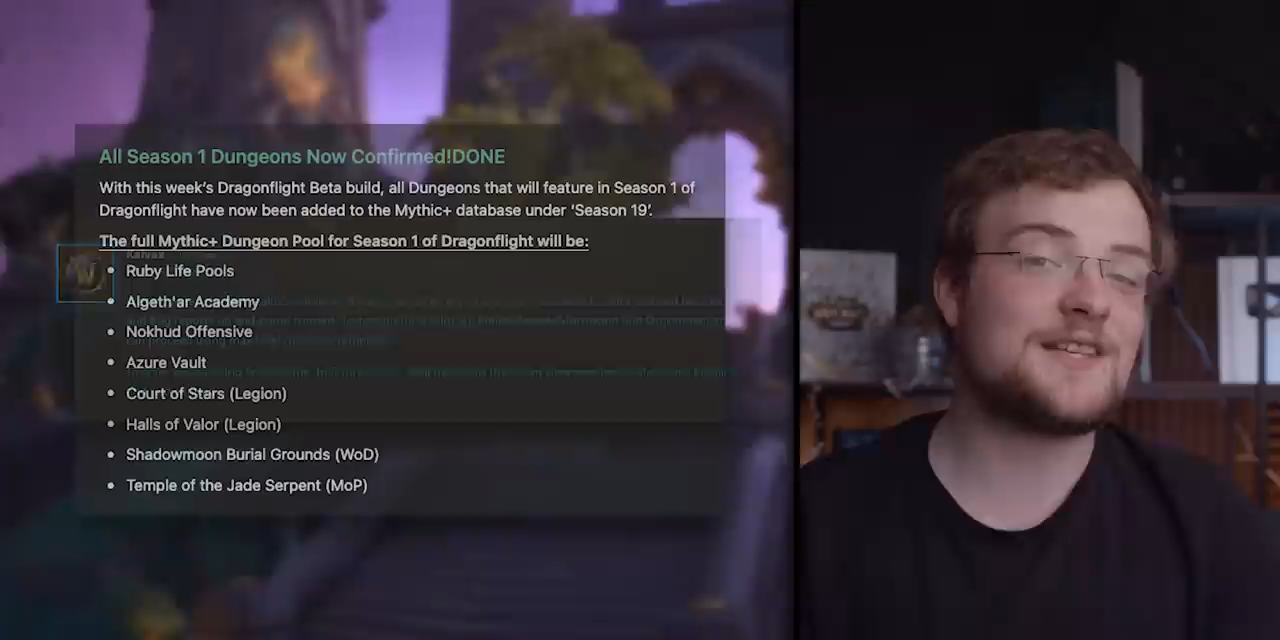 All Season 1 Dungeons Now Confirmed!DONE
With this week's Dragonflight Beta build, all Dungeons that will feature in Season 1 of
Dragonflight have now been added to the Mythic+ database under 'Season 19'.
The full Mythic+ Dungeon Pool for Season 1 of Dragonflight will be:
Kaivax
• Ruby Life Pools
• Algeth'ar Academy
• Nokhud Offensive
• Azure Vault
• Court of Stars (Legion)
• Halls of Valor (Legion)
• Shadowmoon Burial Grounds (WoD)
• Temple of the Jade Serpent (MoP)